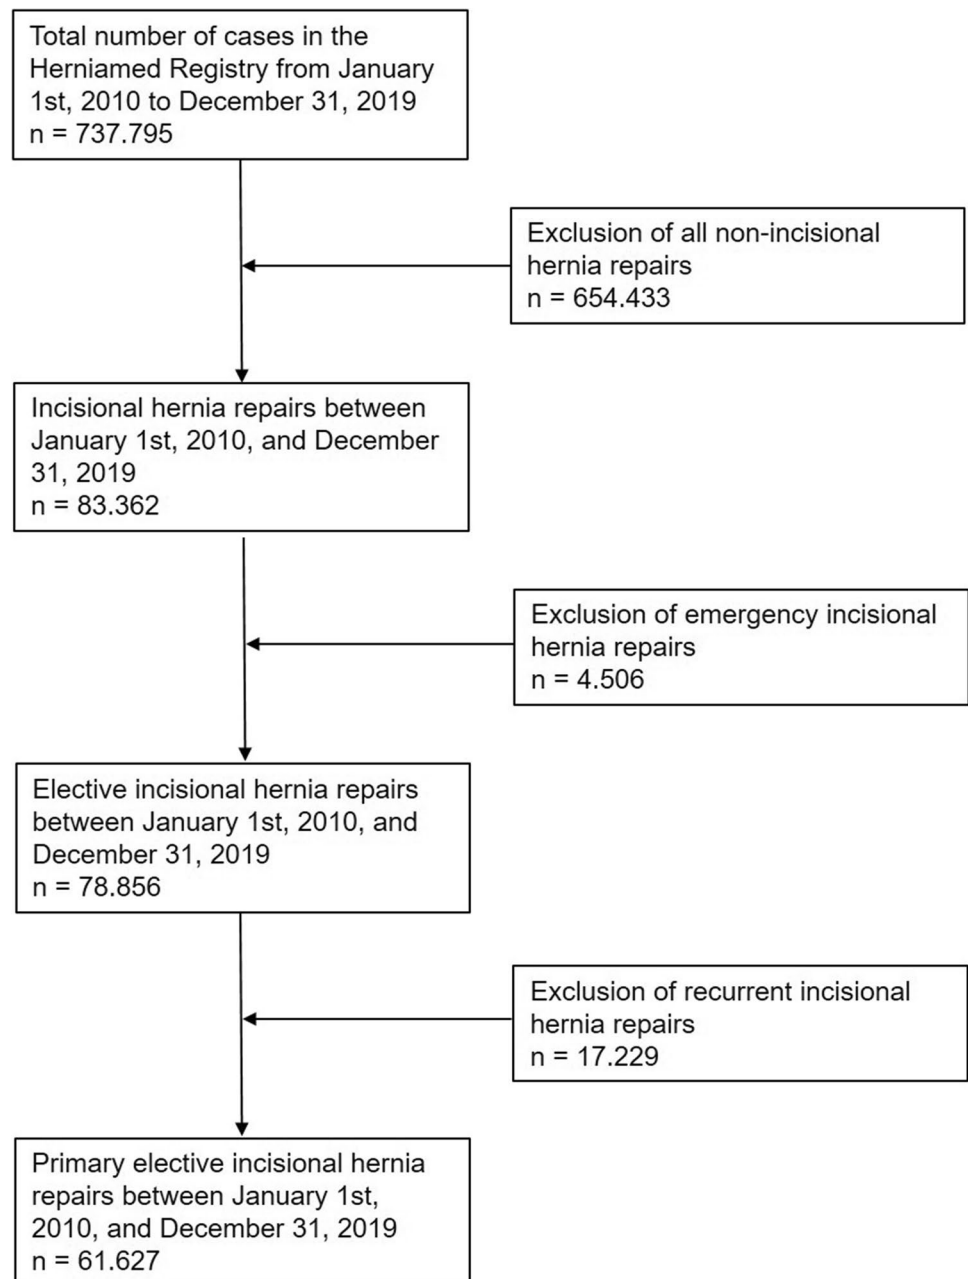 Total number of cases in the
Herniamed Registry from January
1st, 2010 to December 31, 2019
n = 737.795
Exclusion of all non-incisional
hernia repairs
n = 654.433
Incisional hernia repairs between
January 1st, 2010, and December
31, 2019
n = 83.362
Exclusion of emergency incisional
hernia repairs
n = 4.506
Elective incisional hernia repairs
between January 1st, 2010, and
December 31, 2019
n = 78.856
Exclusion of recurrent incisional
hernia repairs
n = 17.229
Primary elective incisional hernia
repairs between January 1st,
2010, and December 31, 2019
n = 61.627